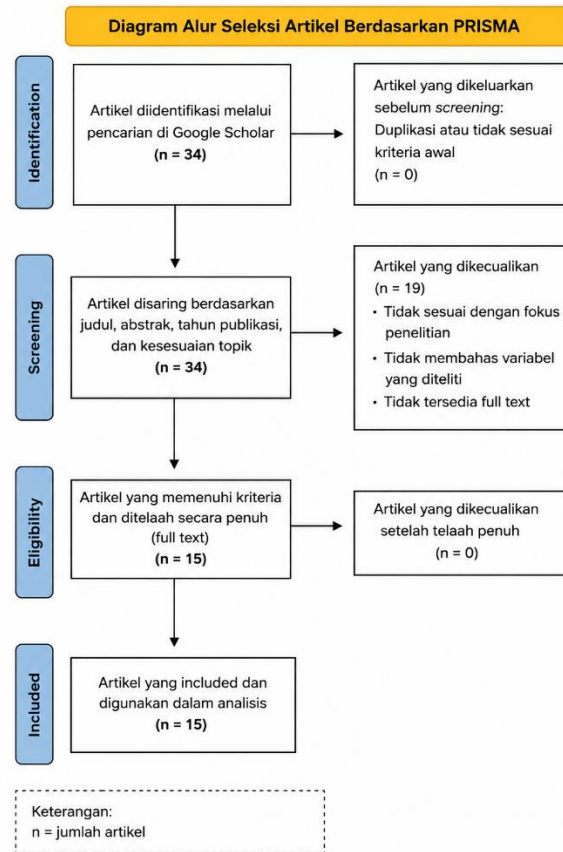 Diagram Alur Seleksi Artikel Berdasarkan PRISMA
Identification
Artikel diidentifikasi melalui
pencarian di Google Scholar
(n = 34)
Artikel yang dikeluarkan
sebelum screening:
Duplikasi atau tidak sesuai
kriteria awal
(n = 0)
Screening
Artikel disaring berdasarkan
judul, abstrak, tahun publikasi,
dan kesesuaian topik
(n = 34)
Artikel yang dikecualikan
(n = 19)
• Tidak sesuai dengan fokus
penelitian
• Tidak membahas variabel
yang diteliti
• Tidak tersedia full text
Eligibility
Artikel yang memenuhi kriteria
dan ditelaah secara penuh
(full text)
(n = 15)
Artikel yang dikecualikan
setelah telaah penuh
(n = 0)
Included
Artikel yang included dan
digunakan dalam analisis
(n = 15)
Keterangan:
n = jumlah artikel